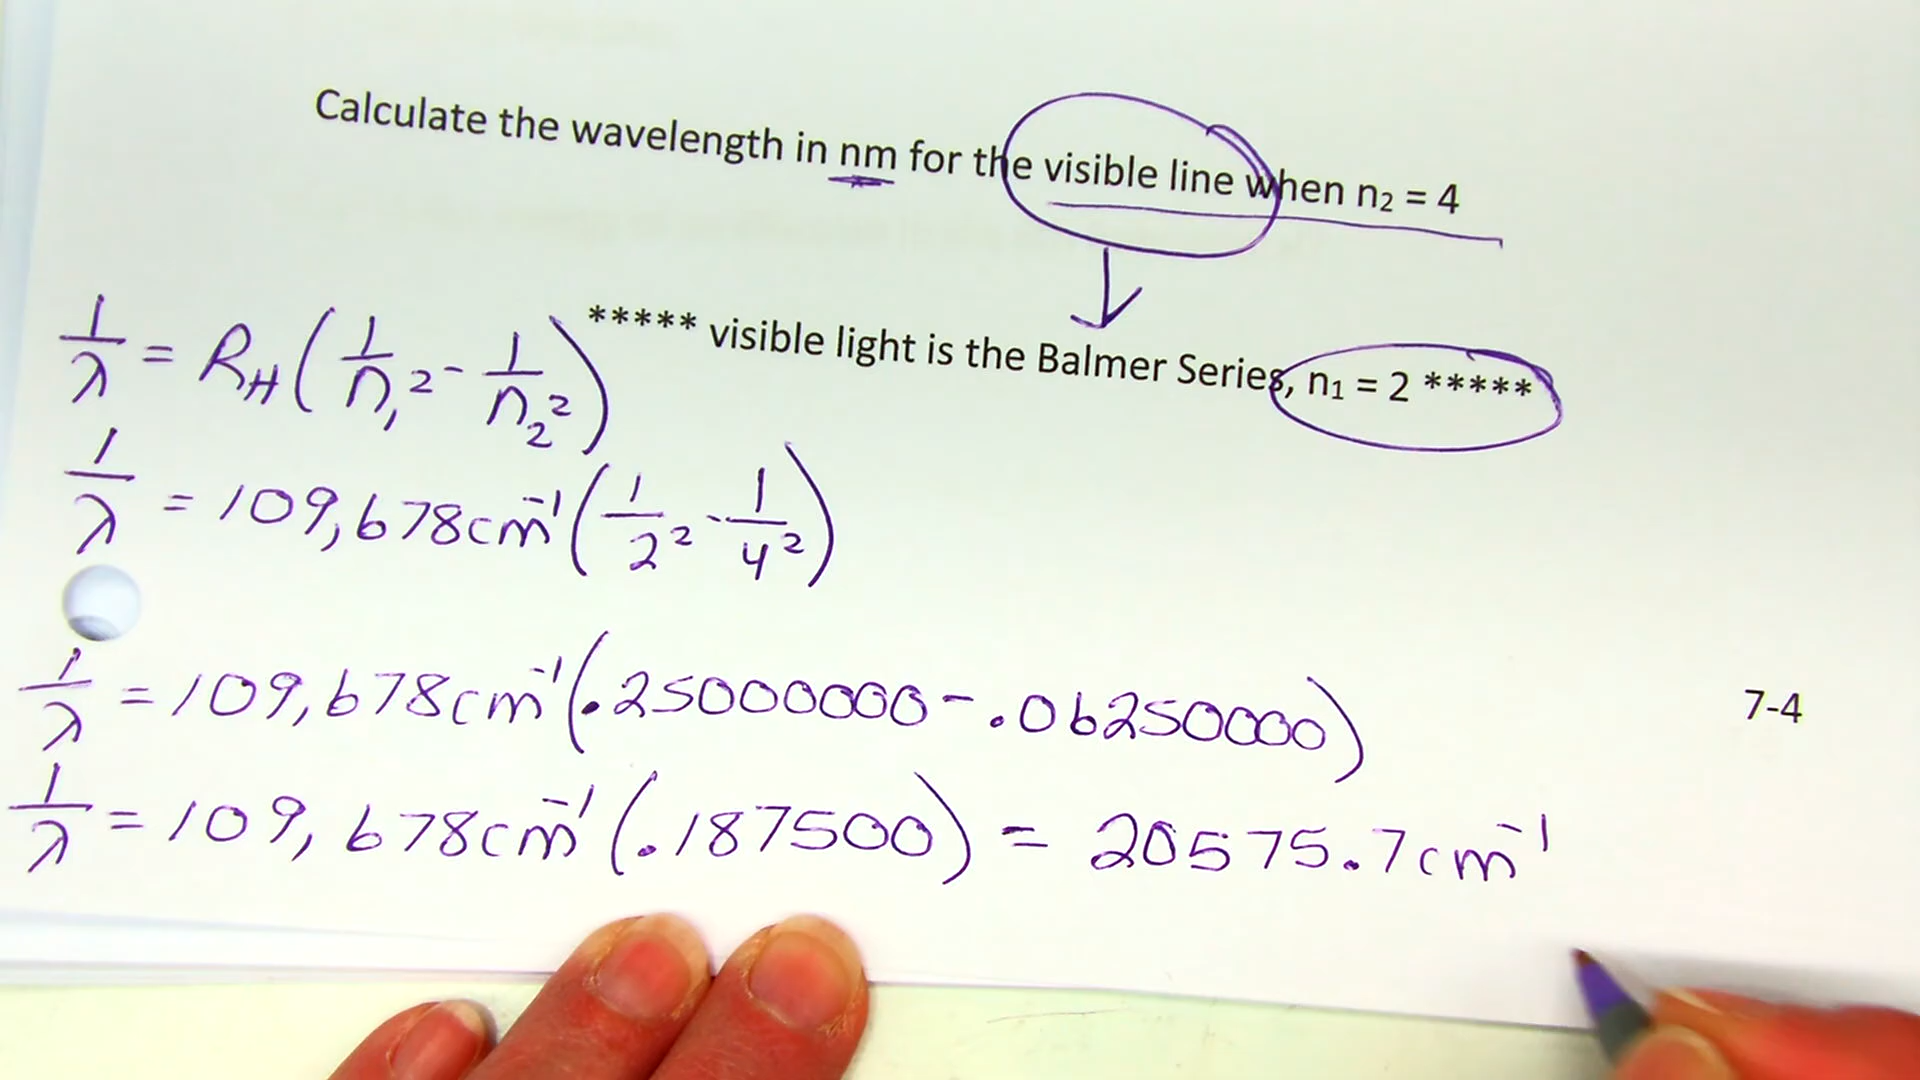 Calculate the wavelength in nm for the visible line when n₂ = 4
***** visible light is the Balmer Series, n₁ = 2 *****
1/λ = R_H(1/n₁² - 1/n₂²)
1/λ = 109,678cm⁻¹(1/2² - 1/4²)
1/λ = 109,678cm⁻¹(.25000000 - .06250000)
7-4
1/λ = 109,678cm⁻¹(.187500) = 20575.7cm⁻¹